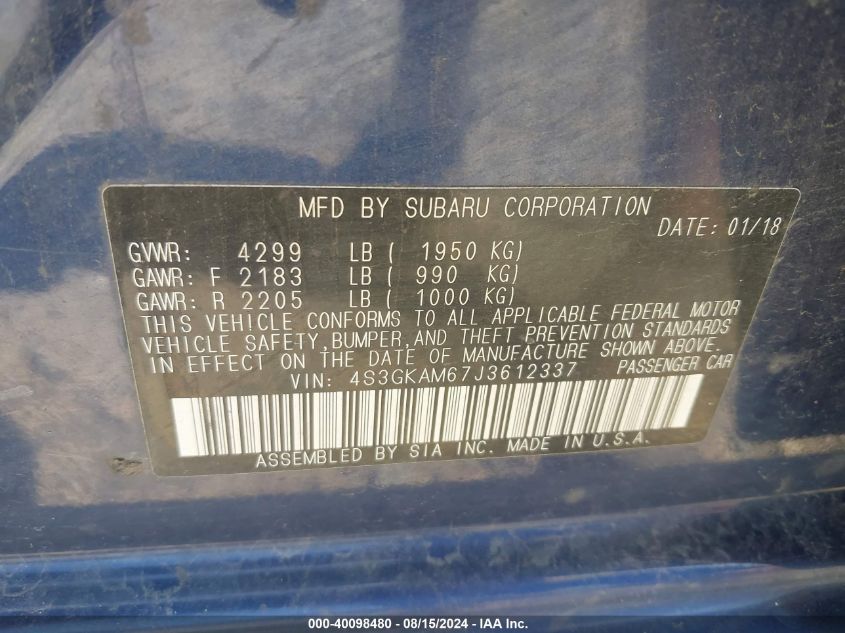 MFD BY SUBARU CORPORATION
DATE: 01/18
GVWR: 4299 LB ( 1950 KG)
GAWR: F 2183 LB ( 990 KG)
GAWR: R 2205 LB ( 1000 KG)
THIS VEHICLE CONFORMS TO ALL APPLICABLE FEDERAL MOTOR
VEHICLE SAFETY, BUMPER, AND THEFT PREVENTION STANDARDS
IN EFFECT ON THE DATE OF MANUFACTURE SHOWN ABOVE.
VIN: 4S3GKAM67J3612337 PASSENGER CAR
ASSEMBLED BY SIA INC. MADE IN U.S.A.
000-40098480 - 08/15/2024 - IAA Inc.